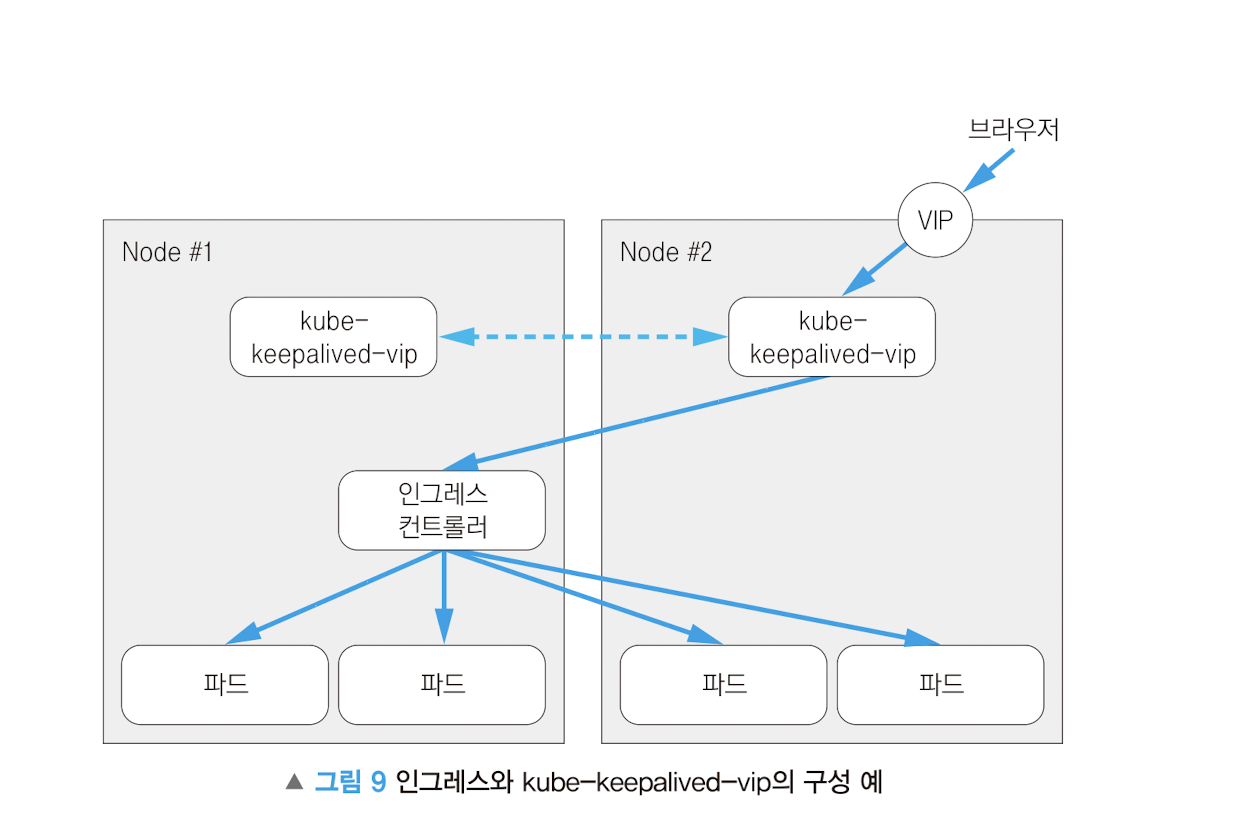 브라우저
VIP
Node #1
Node #2
kube-
keepalived-vip
kube-
keepalived-vip
인그레스
컨트롤러
파드
파드
파드
파드
▲ 그림 9 인그레스와 kube-keepalived-vip의 구성 예